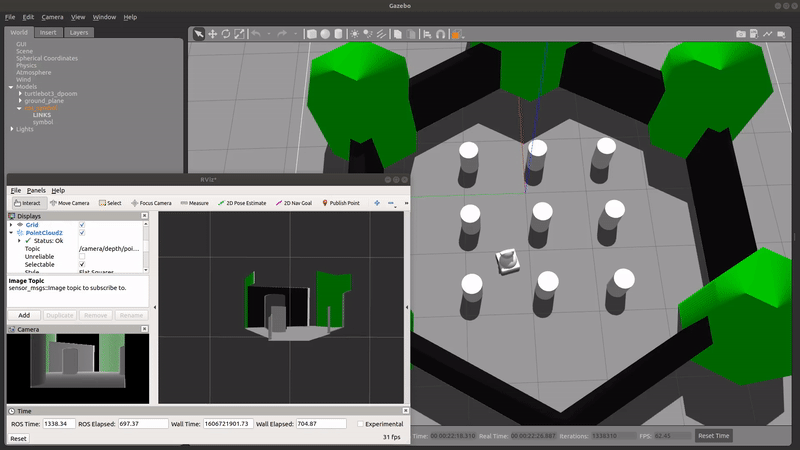 Gazebo
File Edit Camera View Window Help
World Insert Layers
GUI
Scene
Spherical Coordinates
Physics
Atmosphere
Wind
Models
turtlebot3_dpoom
ground_plane
LINKS
symbol
Lights
RViz*
File Panels Help
Interact Move Camera Select Focus Camera Measure 2D Pose Estimate 2D Nav Goal Publish Point
Displays
Grid
PointCloud2
Status: Ok
Topic /camera/depth/poi...
Unreliable
Selectable
Style Flat Squares
Image Topic
sensor_msgs::Image topic to subscribe to.
Add Duplicate Remove Rename
Camera
Time
ROS Time: 1338.34 ROS Elapsed: 697.37 Wall Time: 1606721901.73 Wall Elapsed: 704.87 Experimental
Reset 31 fps
Time: 00 00:22:18.310 Real Time: 00 00:22:26.087 Iterations: 1338310 FPS: 62.45 Reset Time